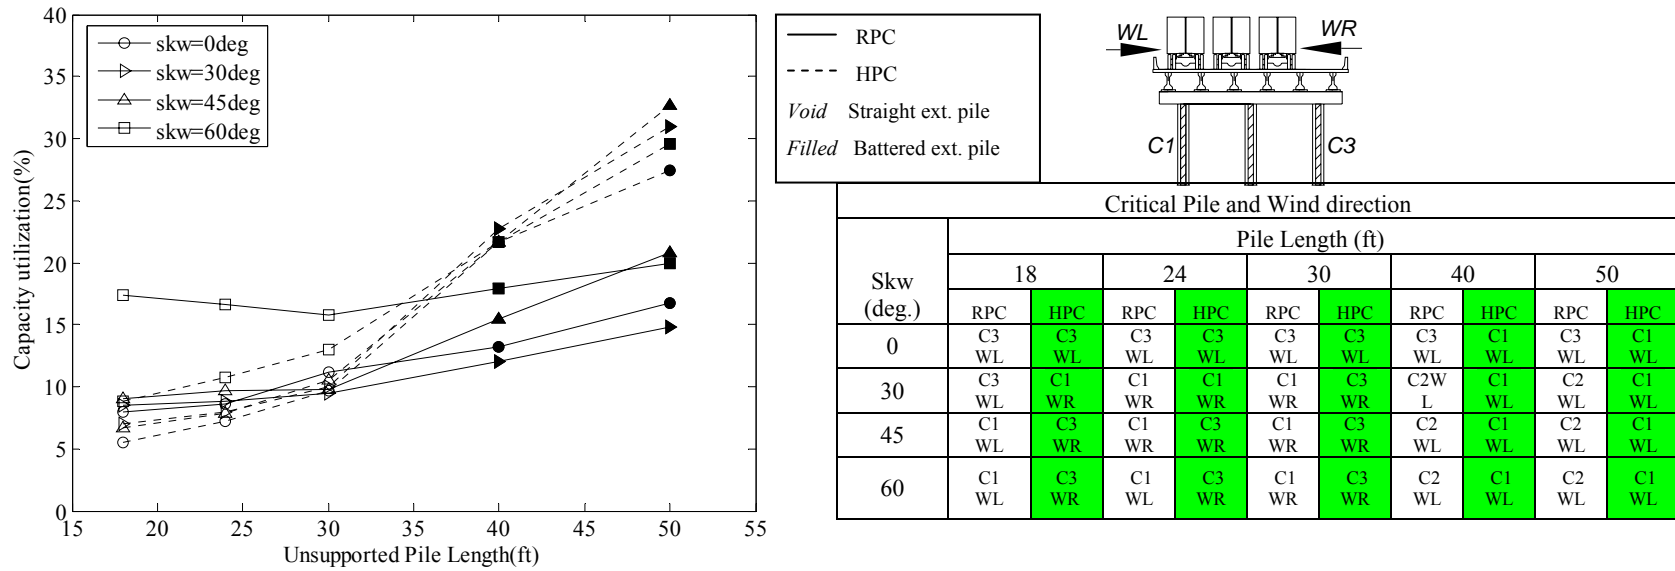 40
35
30
25
20
15
10
5
0
15 20 25 30 35 40 45 50 55
Capacity utilization(%)
Unsupported Pile Length(ft)
skw=0deg
skw=30deg
skw=45deg
skw=60deg
RPC
HPC
Void Straight ext. pile
Filled Battered ext. pile
WL
WR
C1
C3
Critical Pile and Wind direction
Skw
(deg.)
Pile Length (ft)
18 24 30 40 50
RPC HPC RPC HPC RPC HPC RPC HPC RPC HPC
0
C3 C3 C3 C3 C3 C3 C3 C1 C3 C1
WL WL WL WL WL WL WL WL WL WL
30
C3 C1 C1 C1 C1 C3 C2W C1 C2 C1
WL WR WR WR WR WR L WL WL WL
45
C1 C3 C1 C3 C1 C3 C2 C1 C2 C1
WL WR WR WR WR WR WL WL WL WL
60
C1 C3 C1 C3 C1 C3 C2 C1 C2 C1
WL WR WL WR WR WR WL WL WL WL